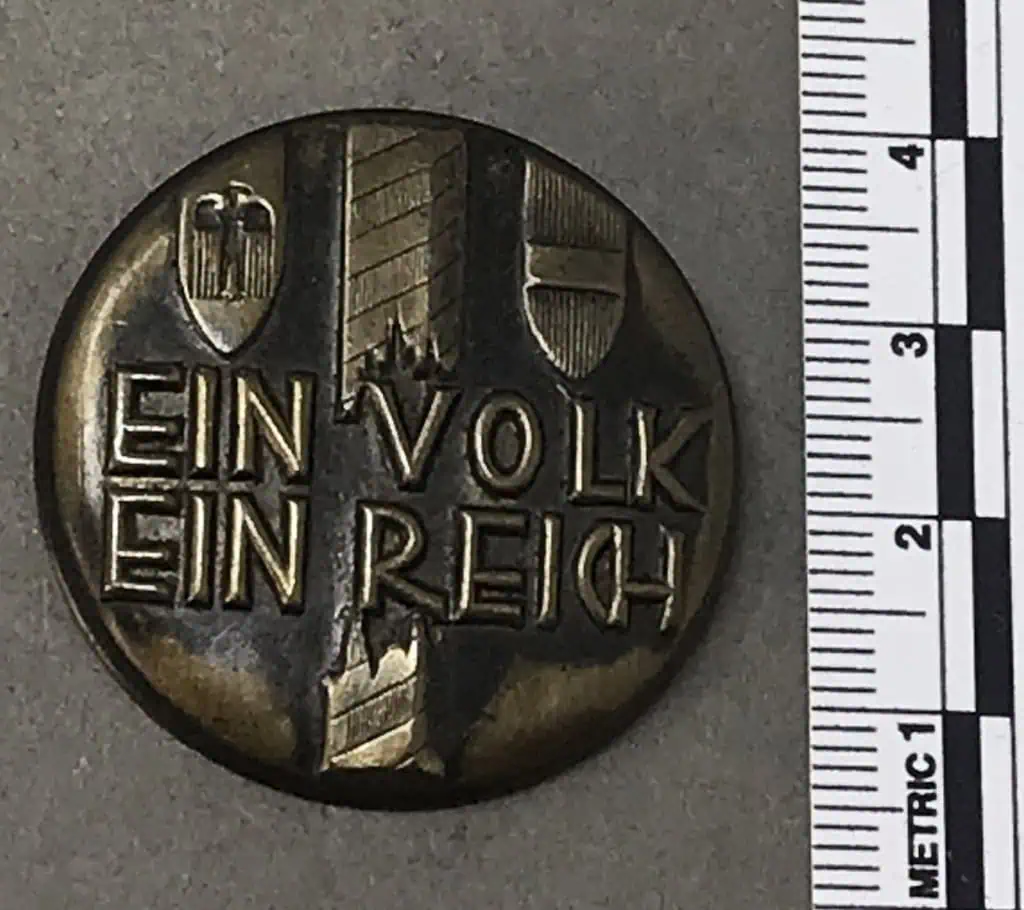 EIN VOLK
EIN REICH
4
3
2
METRIC 1